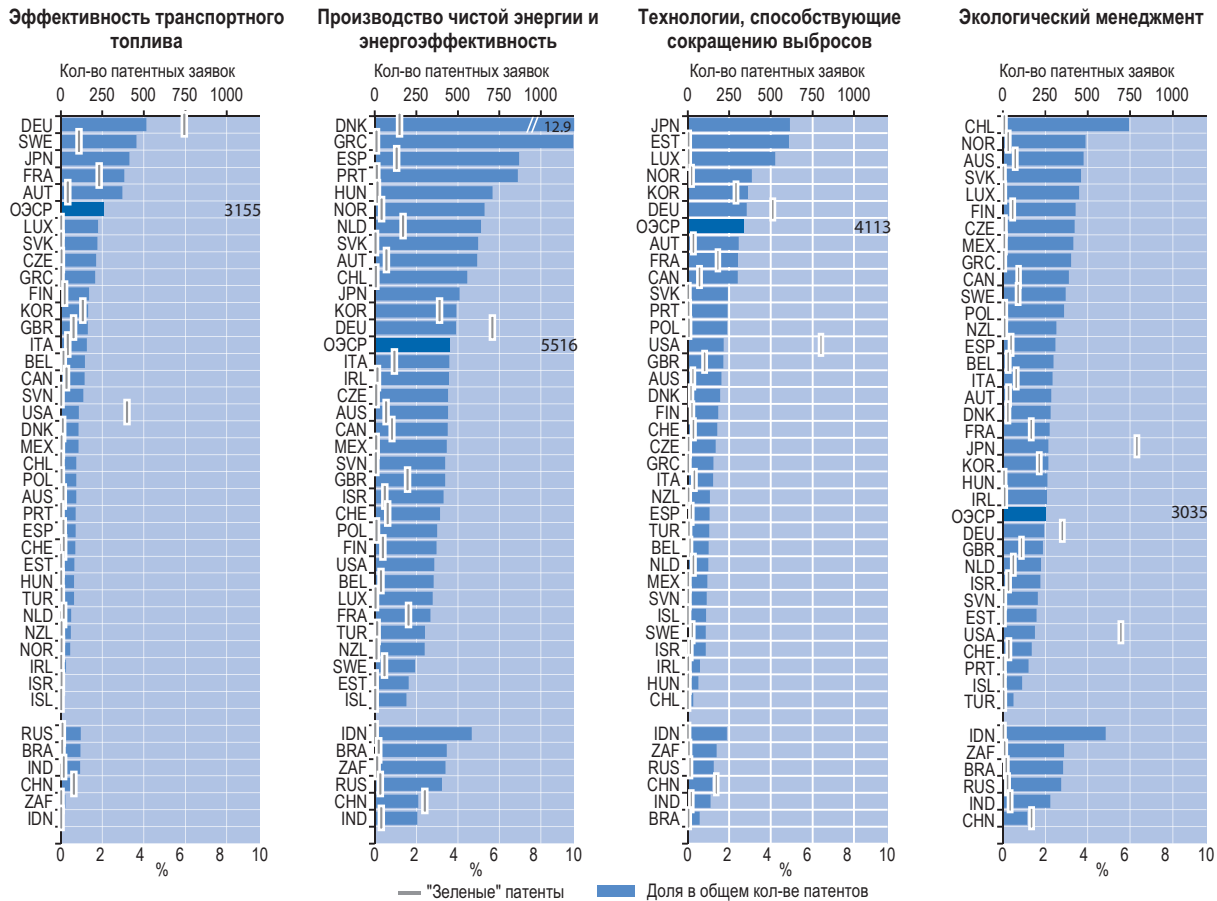 Эффективность транспортного
топлива
Кол-во патентных заявок
0 250 500 750 1000
DEU
SWE
JPN
FRA
AUT
ОЭСР 3155
LUX
SVK
CZE
GRC
FIN
KOR
GBR
ITA
BEL
CAN
SVN
USA
DNK
MEX
CHL
POL
AUS
PRT
ESP
CHE
EST
HUN
TUR
NLD
NZL
NOR
IRL
ISR
ISL
RUS
BRA
IND
CHN
ZAF
IDN
0 2 4 6 8 10
%
Производство чистой энергии и
энергоэффективность
Кол-во патентных заявок
0 250 500 750 1000
DNK 12.9
GRC
ESP
PRT
HUN
NOR
NLD
SVK
AUT
CHL
JPN
KOR
DEU
ОЭСР 5516
ITA
IRL
CZE
AUS
CAN
MEX
SVN
GBR
ISR
CHE
POL
FIN
USA
BEL
LUX
FRA
TUR
NZL
SWE
EST
ISL
IDN
BRA
ZAF
RUS
CHN
IND
0 2 4 6 8 10
%
Технологии, способствующие
сокращению выбросов
Кол-во патентных заявок
0 250 500 750 1000
JPN
EST
LUX
NOR
KOR
DEU
ОЭСР 4113
AUT
FRA
CAN
SVK
PRT
POL
USA
GBR
AUS
DNK
FIN
CHE
CZE
GRC
ITA
NZL
ESP
TUR
BEL
NLD
MEX
SVN
ISL
SWE
ISR
IRL
HUN
CHL
IDN
ZAF
RUS
CHN
IND
BRA
0 2 4 6 8 10
%
Экологический менеджмент
Кол-во патентных заявок
0 250 500 750 1000
CHL
NOR
AUS
SVK
LUX
FIN
CZE
MEX
GRC
CAN
SWE
POL
NZL
ESP
BEL
ITA
AUT
DNK
FRA
JPN
KOR
HUN
IRL
ОЭСР 3035
DEU
GBR
NLD
ISR
SVN
EST
USA
CHE
PRT
ISL
TUR
IDN
ZAF
BRA
RUS
IND
CHN
0 2 4 6 8 10
%
"Зеленые" патенты Доля в общем кол-ве патентов